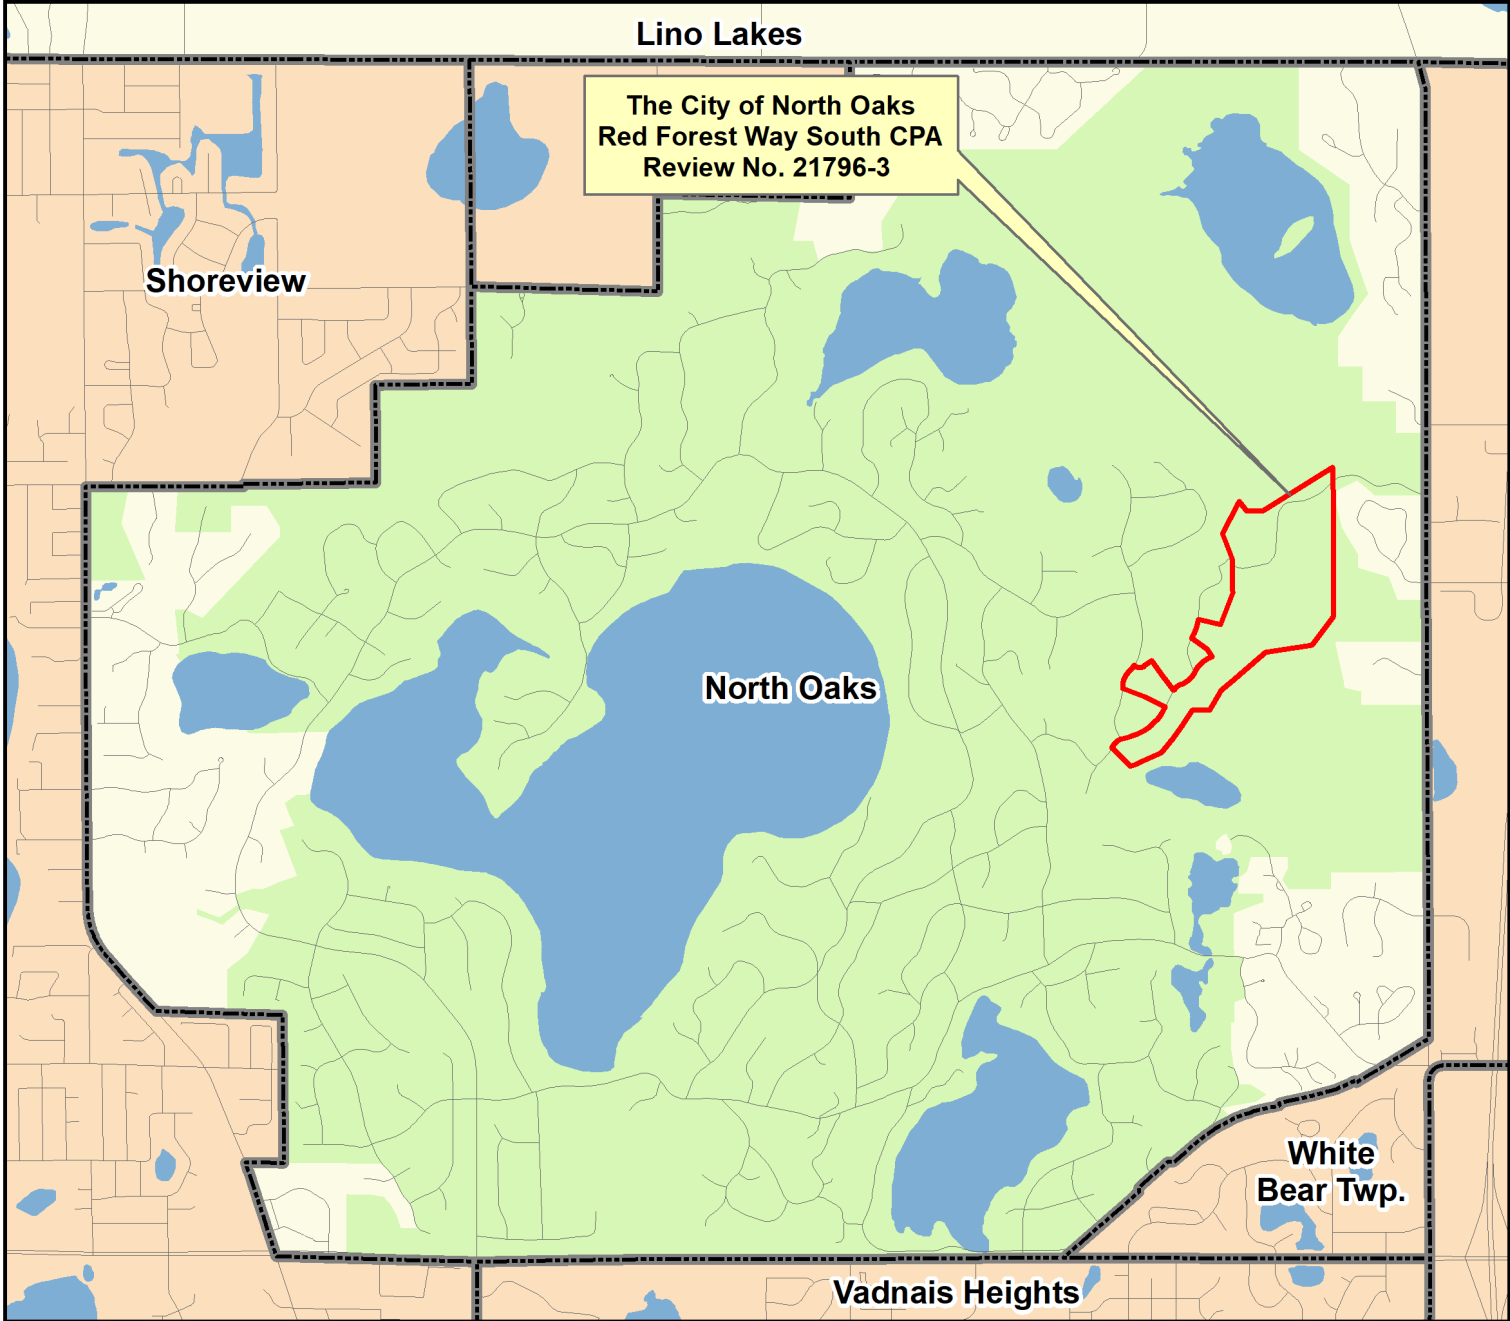 Lino Lakes
The City of North Oaks
Red Forest Way South CPA
Review No. 21796-3
Shoreview
North Oaks
White
Bear Twp.
Vadnais Heights